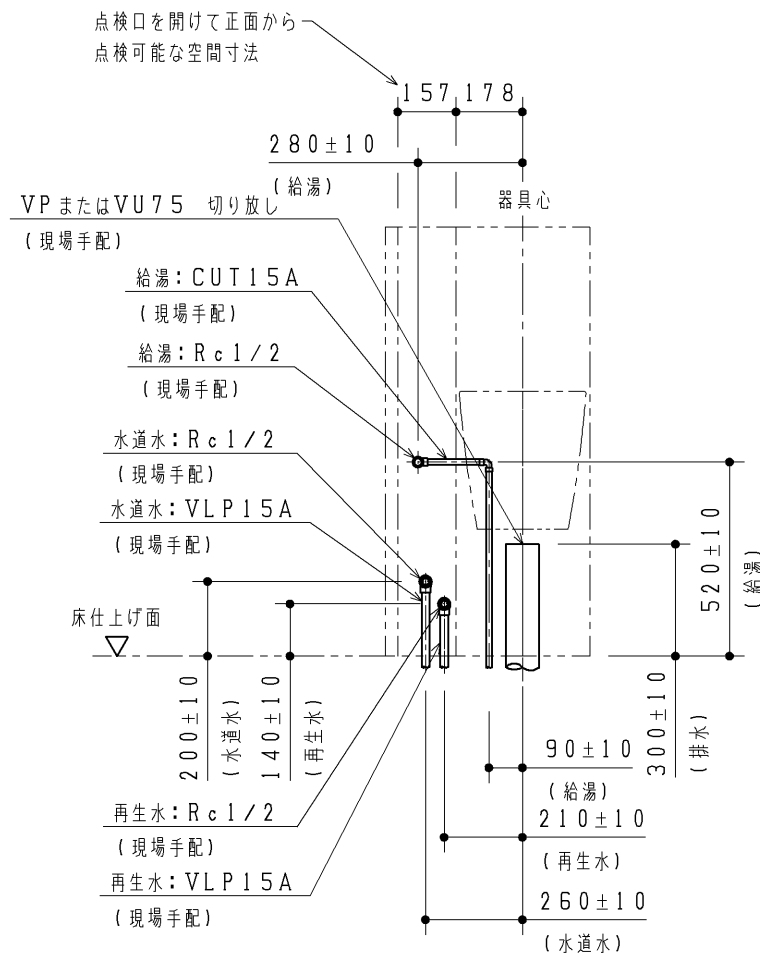 点検口を開けて正面から
点検可能な空間寸法
157
178
280±10
(給湯)
器具心
VPまたはVU75 切り放し
(現場手配)
給湯:CUT15A
(現場手配)
給湯:Rc1/2
(現場手配)
水道水:Rc1/2
(現場手配)
水道水:VLP15A
(現場手配)
床仕上げ面
200±10
(水道水)
140±10
(再生水)
520±10
(給湯)
300±10
(排水)
90±10
(給湯)
再生水:Rc1/2
(現場手配)
210±10
(再生水)
再生水:VLP15A
(現場手配)
260±10
(水道水)